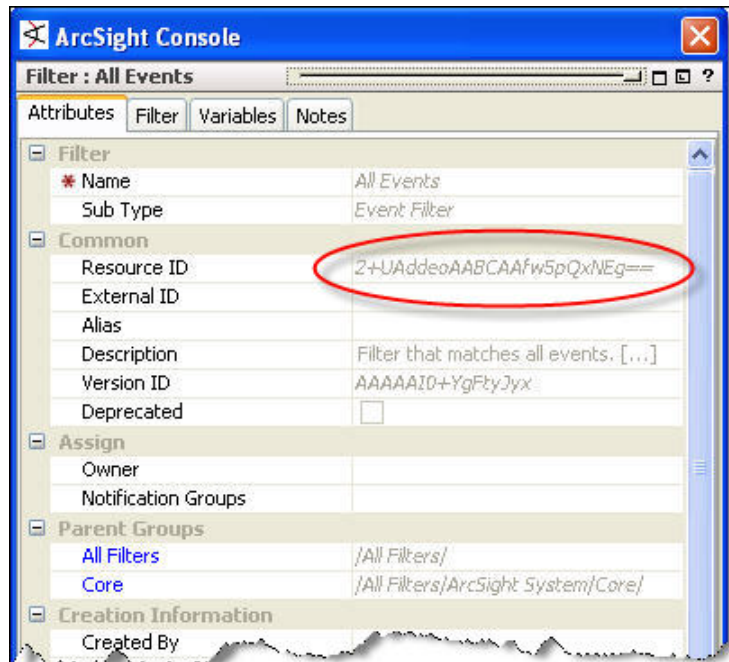 ArcSight Console
Filter : All Events ?
Attributes Filter Variables Notes
Filter
* Name All Events
Sub Type Event Filter
Common
Resource ID 2+UAddeoAABCAAfw5pQxNEg==
External ID
Alias
Description Filter that matches all events. [...]
Version ID AAAAAI0+YgFtyJyx
Deprecated
Assign
Owner
Notification Groups
Parent Groups
All Filters /All Filters/
Core /All Filters/ArcSight System/Core/
Creation Information
Created By